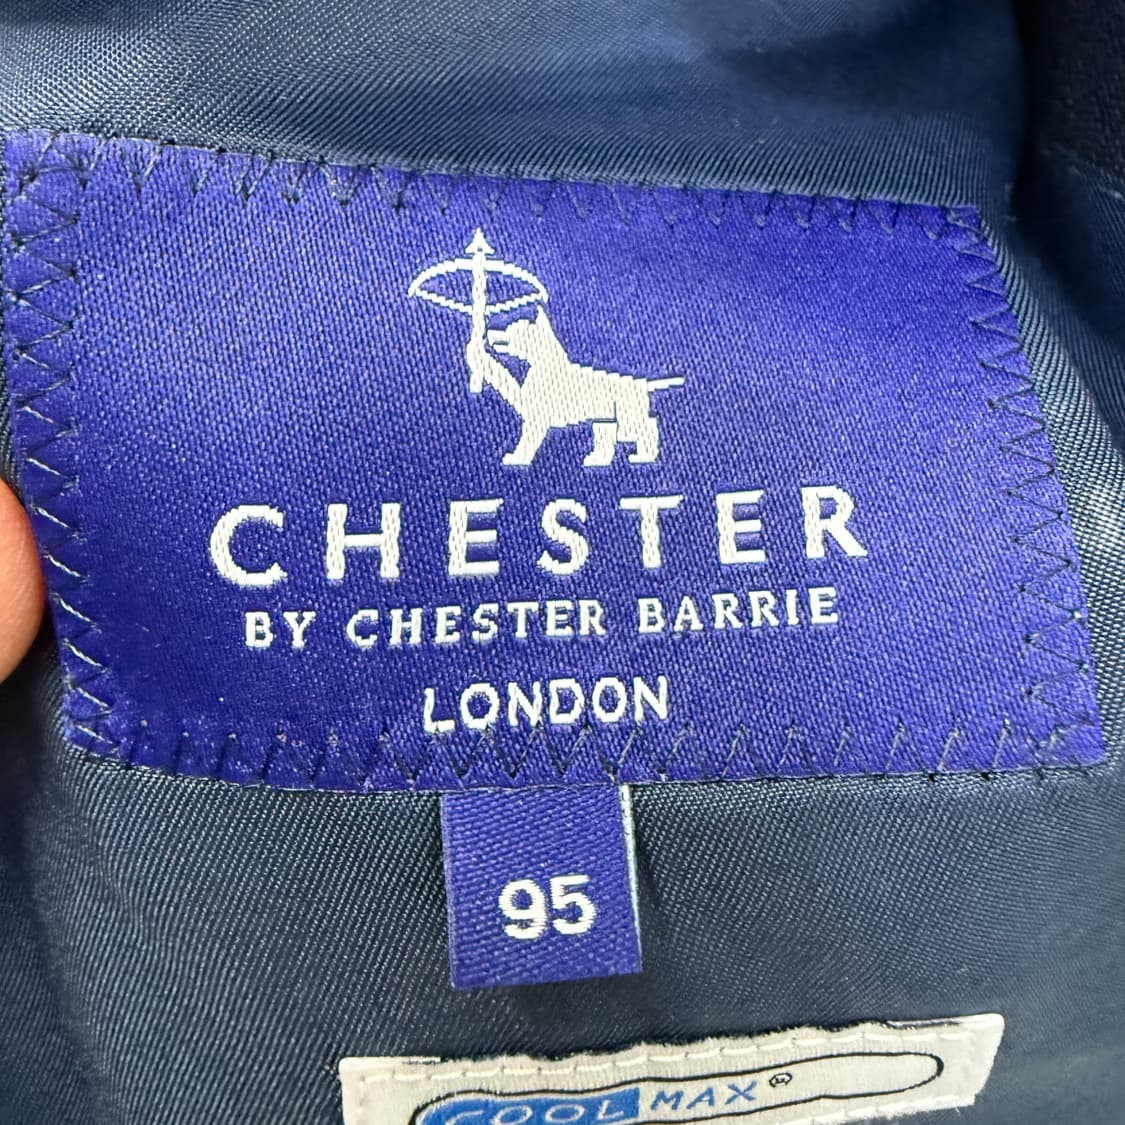 CHESTER
BY CHESTER BARRIE
LONDON
95
COOLMAX®